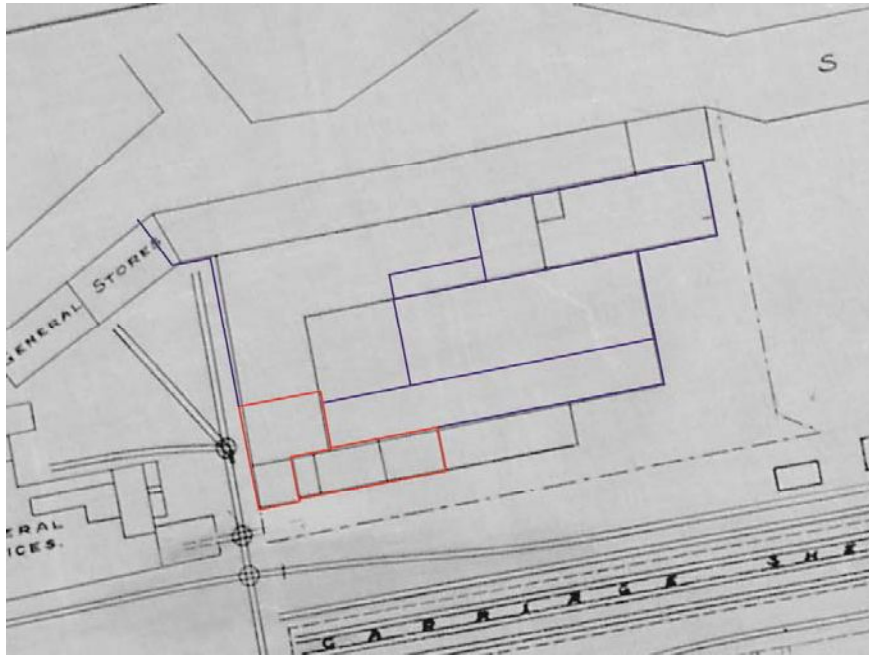 S
GENERAL STORES
ERAL
ICES.
CARRIAGE SHE